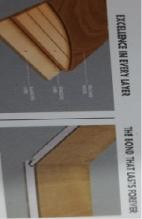 EXCELLENCE IN EVERY LAYER
THE BOND THAT LASTS FOREVER